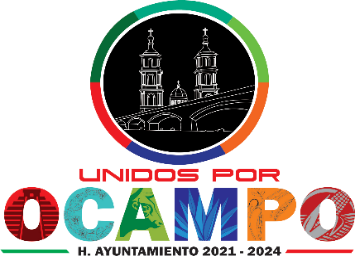 UNIDOS POR
OCAMPO
H. AYUNTAMIENTO 2021 - 2024